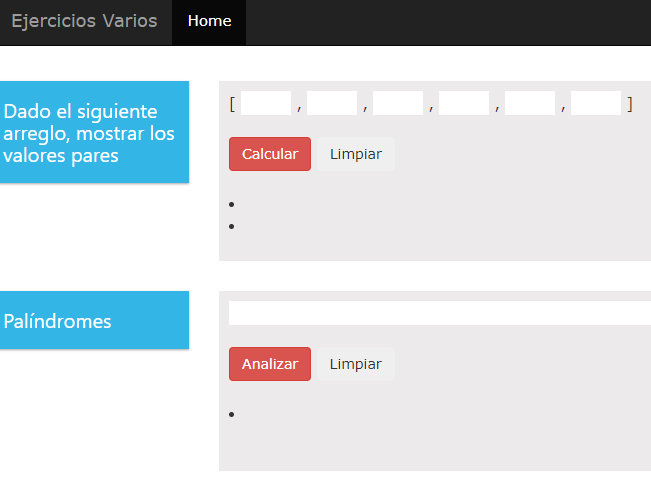 Ejercicios Varios Home
Dado el siguiente
arreglo, mostrar los
valores pares
[ , , , , , ]
Calcular Limpiar
•
•
Palíndromes
Analizar Limpiar
•